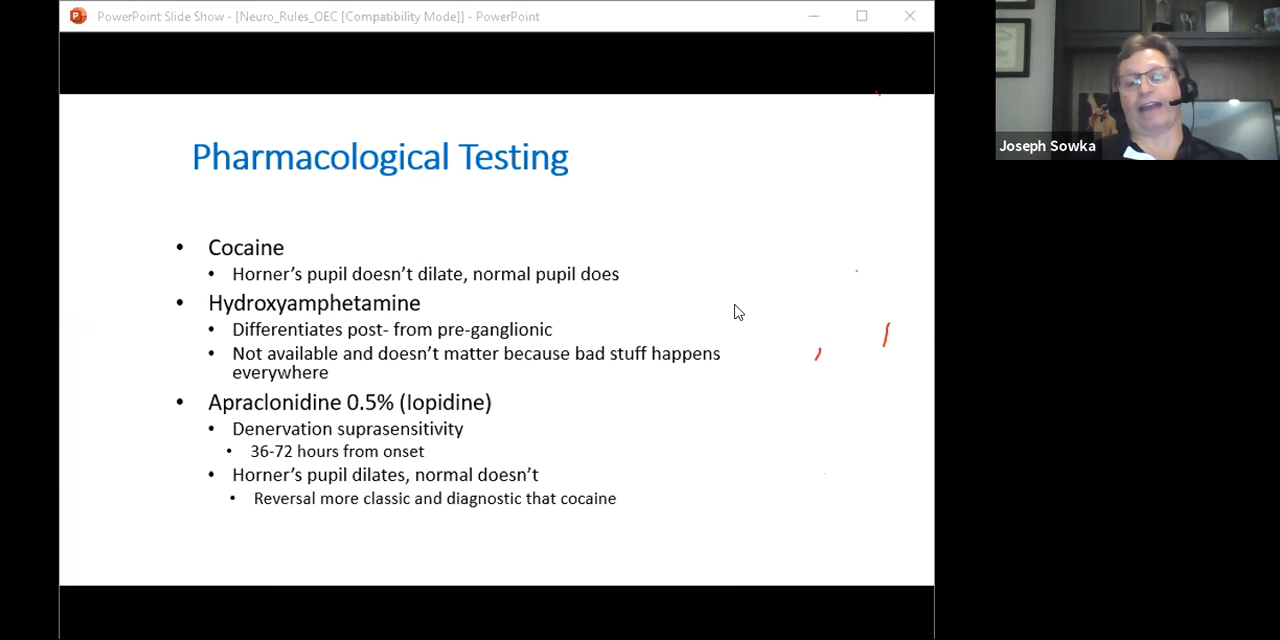 PowerPoint Slide Show - [Neuro_Rules_OEC [Compatibility Mode]] - PowerPoint
Pharmacological Testing
• Cocaine
• Horner's pupil doesn't dilate, normal pupil does
• Hydroxyamphetamine
• Differentiates post- from pre-ganglionic
• Not available and doesn't matter because bad stuff happens
everywhere
• Apraclonidine 0.5% (Iopidine)
• Denervation suprasensitivity
• 36-72 hours from onset
• Horner's pupil dilates, normal doesn't
• Reversal more classic and diagnostic that cocaine
Joseph Sowka